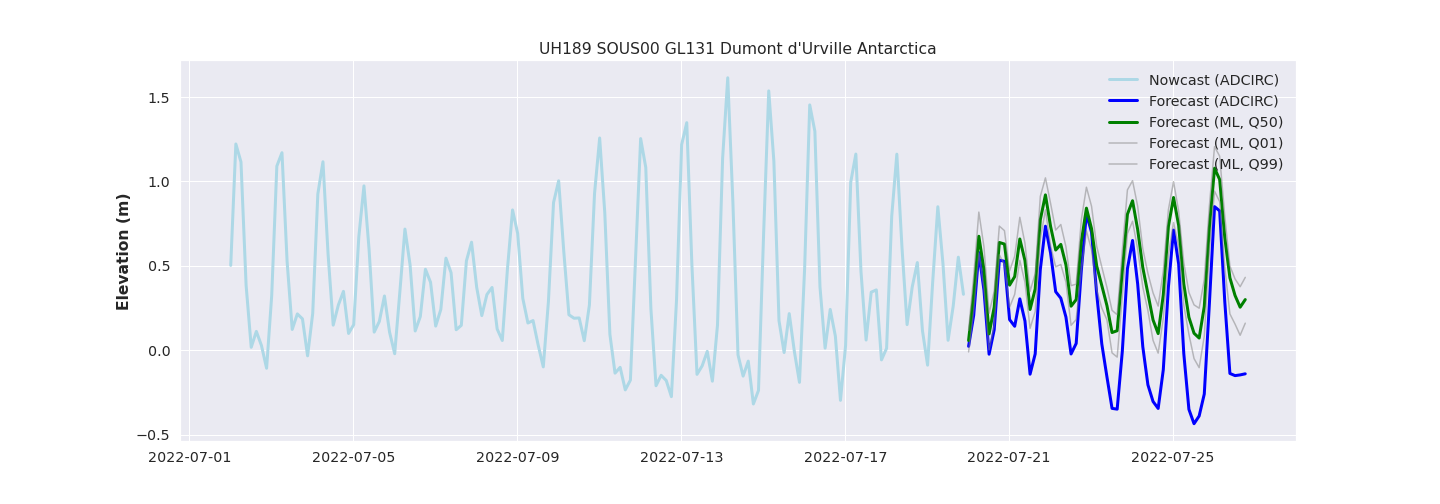 UH189 SOUS00 GL131 Dumont d'Urville Antarctica
Elevation (m)
1.5
1.0
0.5
0.0
−0.5
Nowcast (ADCIRC)
Forecast (ADCIRC)
Forecast (ML, Q50)
Forecast (ML, Q01)
Forecast (ML, Q99)
2022-07-01
2022-07-05
2022-07-09
2022-07-13
2022-07-17
2022-07-21
2022-07-25